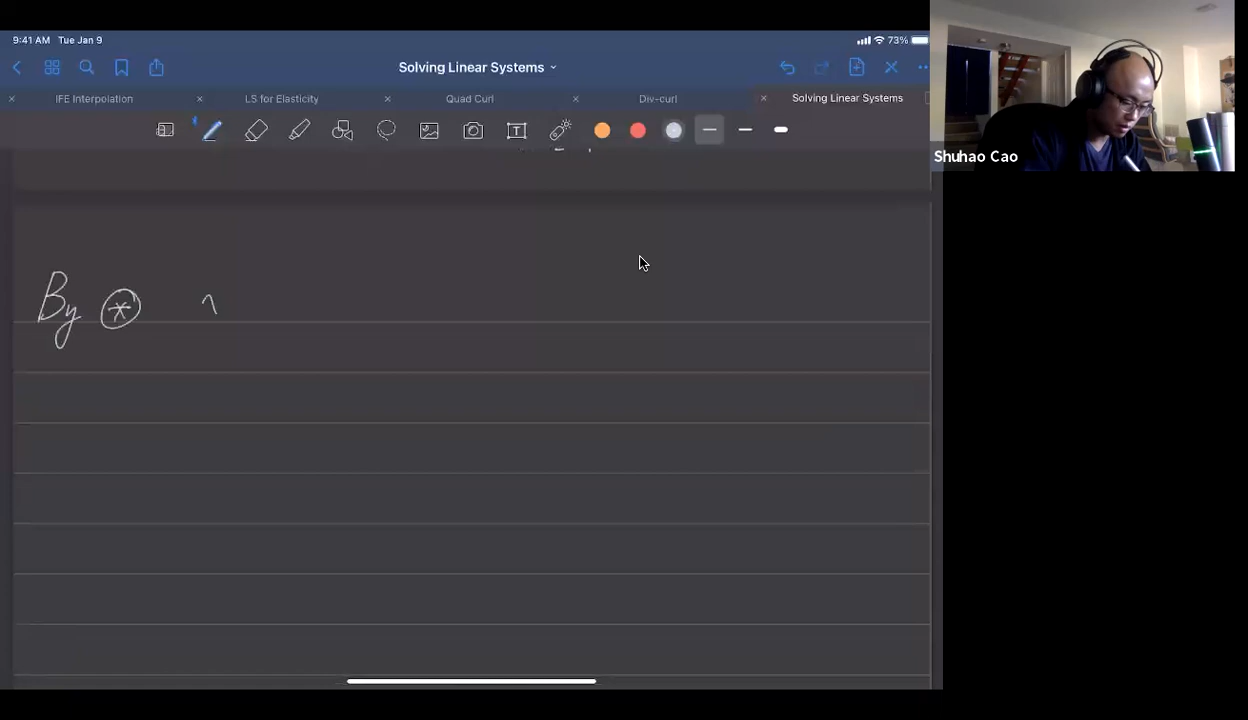 9:41 AM Tue Jan 9
73%
Solving Linear Systems
IFE Interpolation
LS for Elasticity
Quad Curl
Div-curl
Solving Linear Systems
Shuhao Cao
By (*)